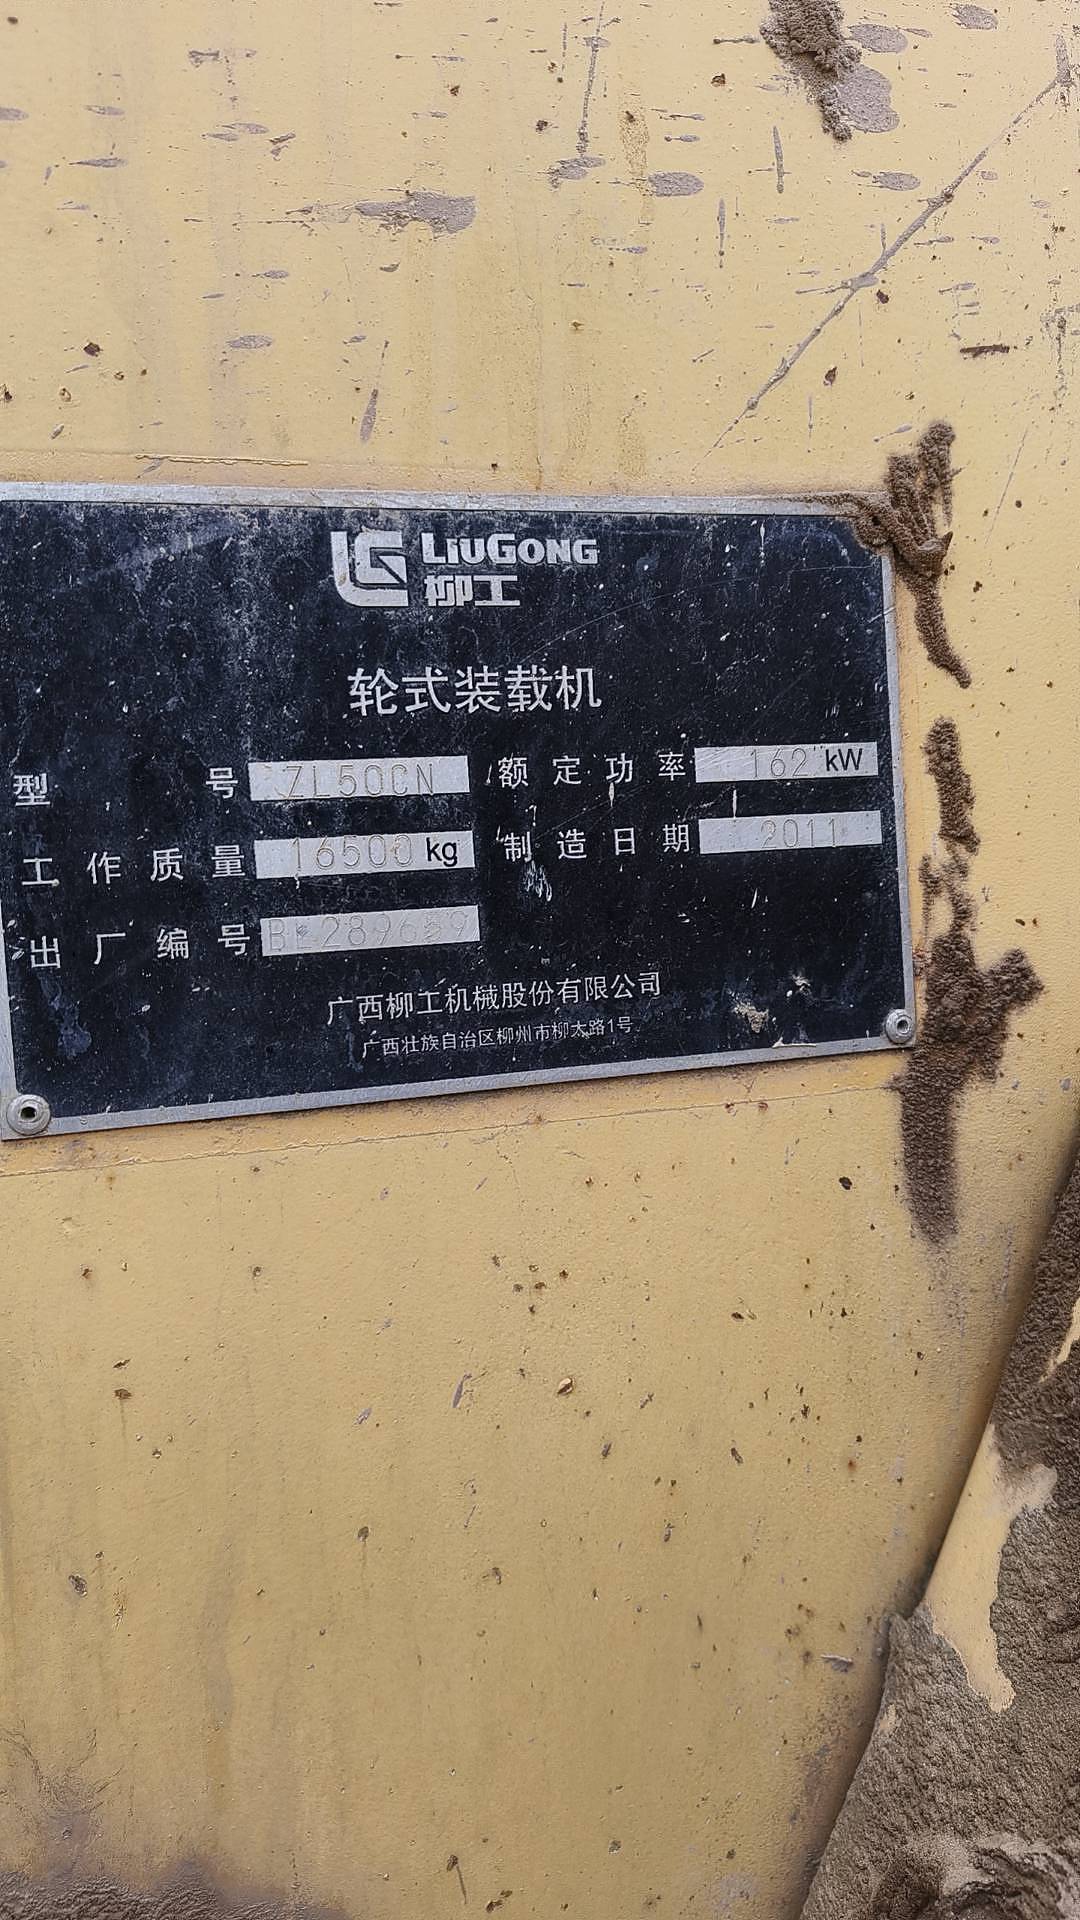 LIUGONG
柳工
轮式装载机
型号 ZL50CN 额定功率 162 kW
工作质量 16500 kg 制造日期 2011
出厂编号
广西柳工机械股份有限公司
广西壮族自治区柳州市柳太路1号